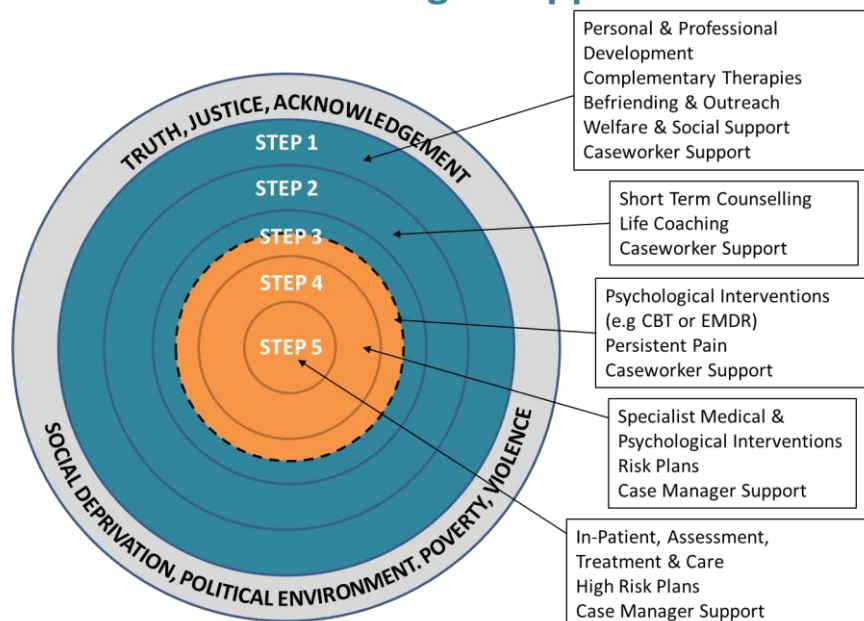 Personal & Professional
Development
Complementary Therapies
Befriending & Outreach
Welfare & Social Support
Caseworker Support
TRUTH, JUSTICE, ACKNOWLEDGEMENT
STEP 1
STEP 2
STEP 3
STEP 4
STEP 5
Short Term Counselling
Life Coaching
Caseworker Support
Psychological Interventions
(e.g CBT or EMDR)
Persistent Pain
Caseworker Support
Specialist Medical &
Psychological Interventions
Risk Plans
Case Manager Support
In-Patient, Assessment,
Treatment & Care
High Risk Plans
Case Manager Support
SOCIAL DEPRIVATION, POLITICAL ENVIRONMENT. POVERTY, VIOLENCE